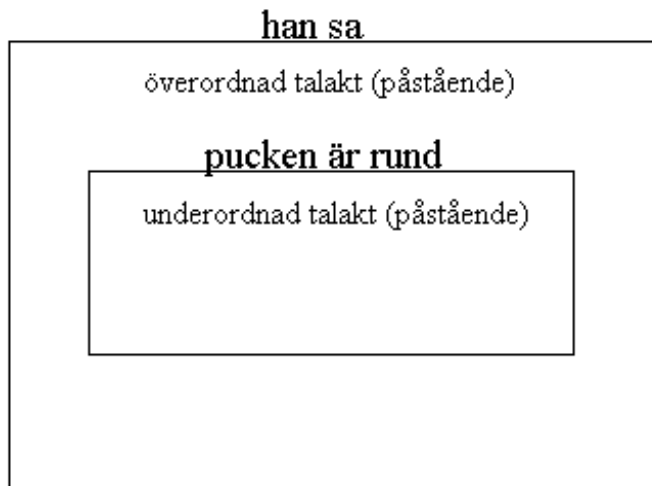 han sa
överordnad talakt (påstående)
pucken är rund
underordnad talakt (påstående)